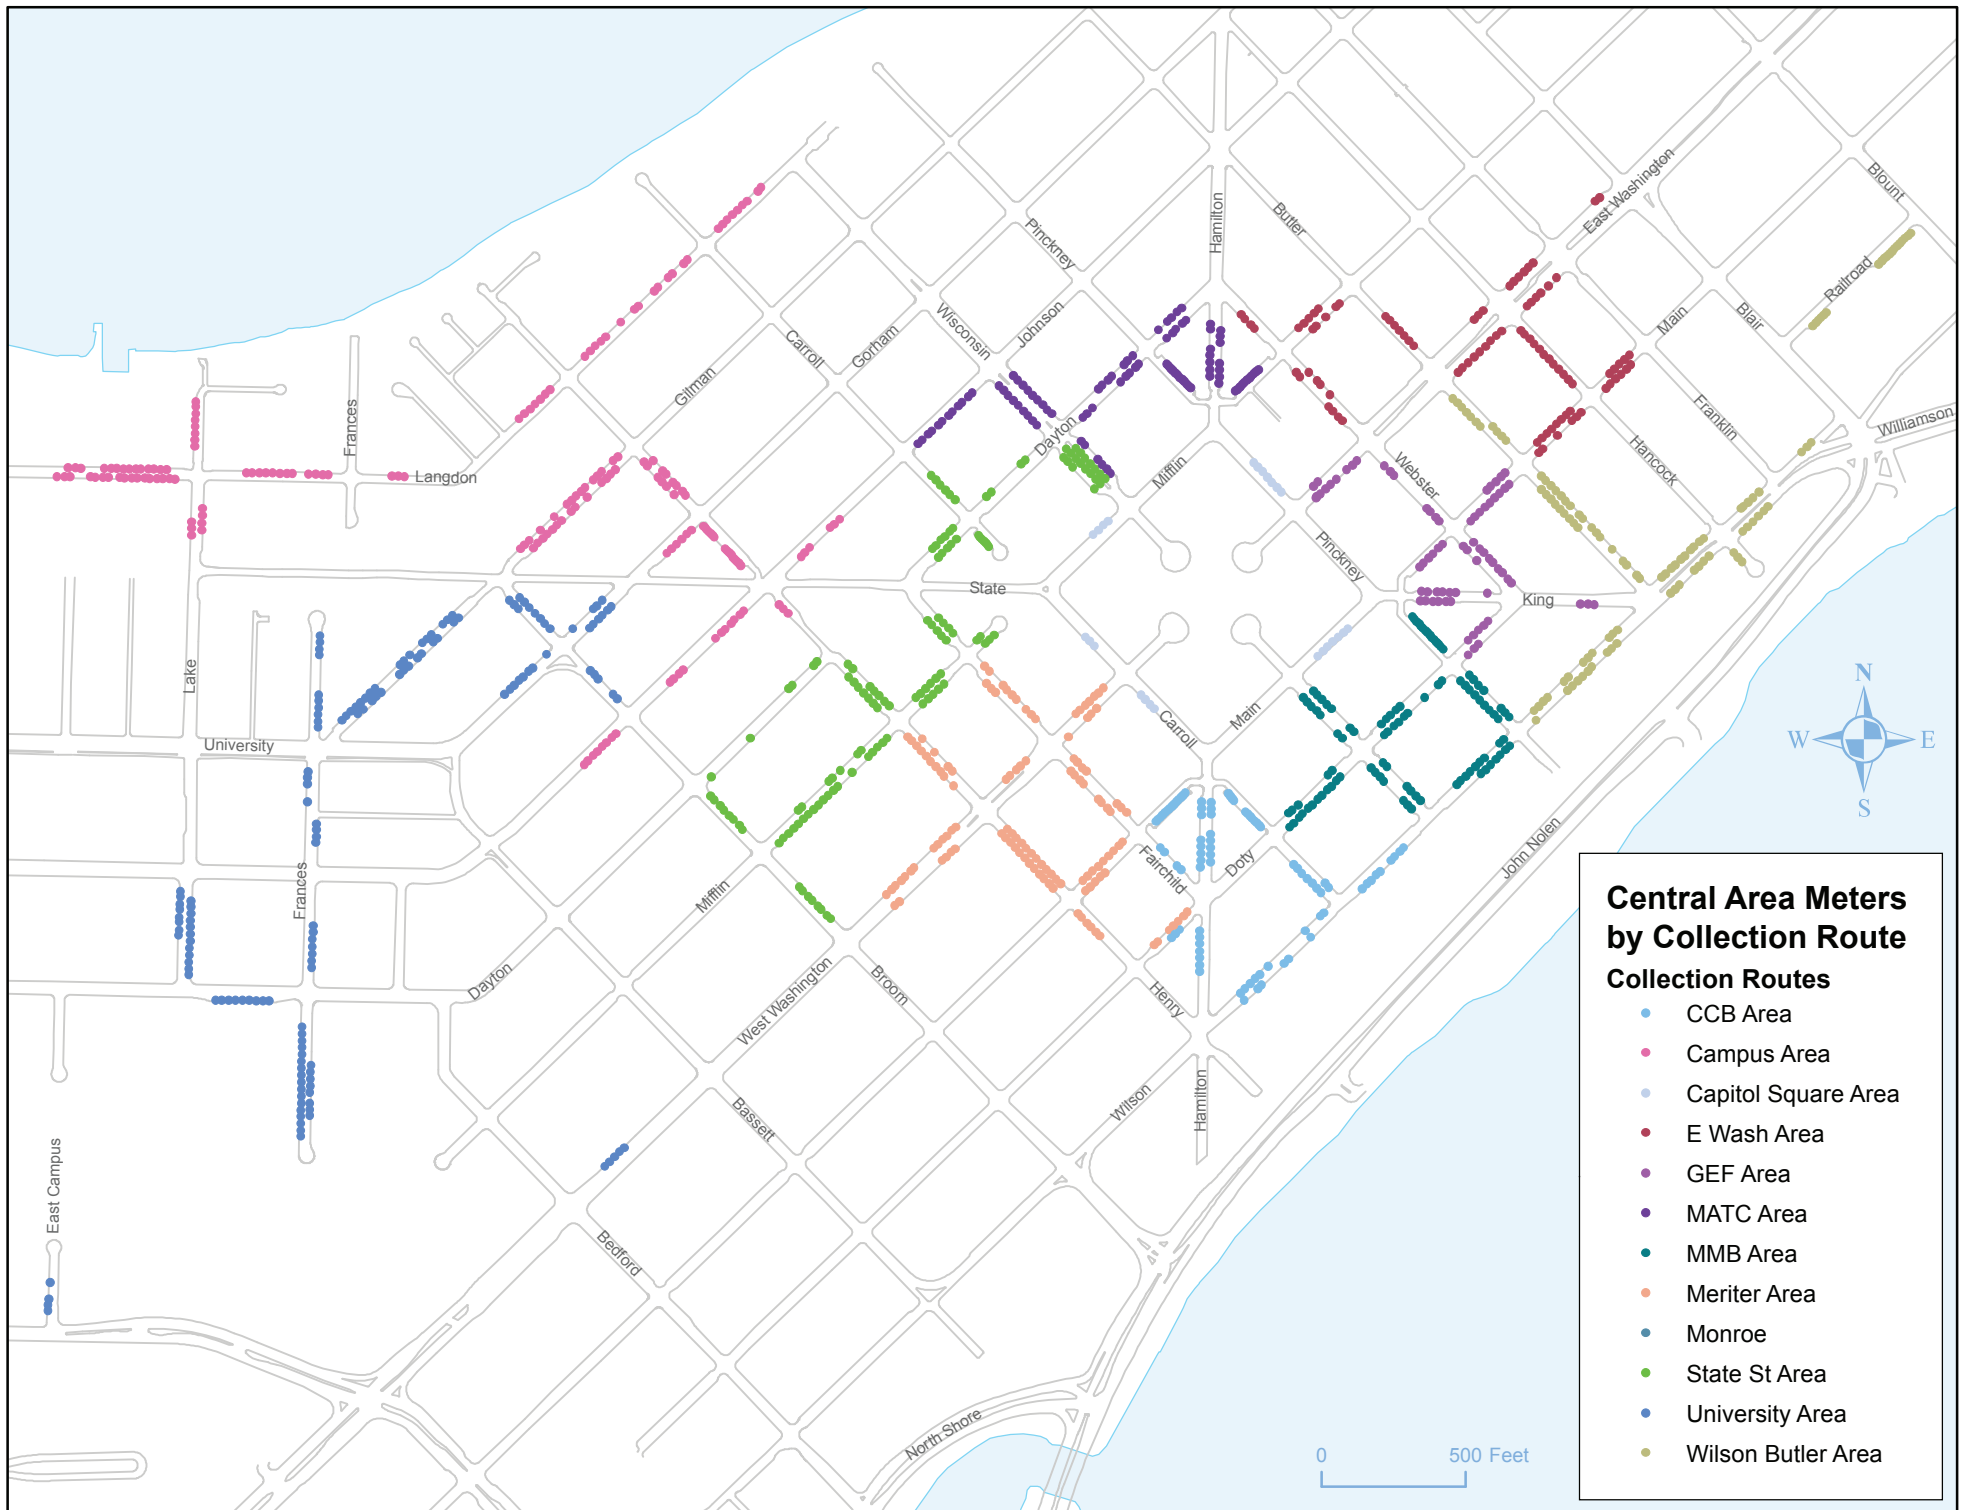 Blount
East Washington
Hamilton
Butler
Pinckney
Railroad
Main
Blair
Wisconsin
Johnson
Carroll
Gorham
Gilman
Frances
Franklin
Williamson
Dayton
Mifflin
Hancock
Webster
Langdon
Pinckney
State
King
Lake
N
Main
Carroll
W
E
University
S
John Nolen
Fairchild
Doty
Frances
Mifflin
Dayton
West Washington
Broom
Henry
Bassett
Wilson
Hamilton
East Campus
Bedford
North Shore
0 500 Feet
Central Area Meters
by Collection Route
Collection Routes
CCB Area
Campus Area
Capitol Square Area
E Wash Area
GEF Area
MATC Area
MMB Area
Meriter Area
Monroe
State St Area
University Area
Wilson Butler Area